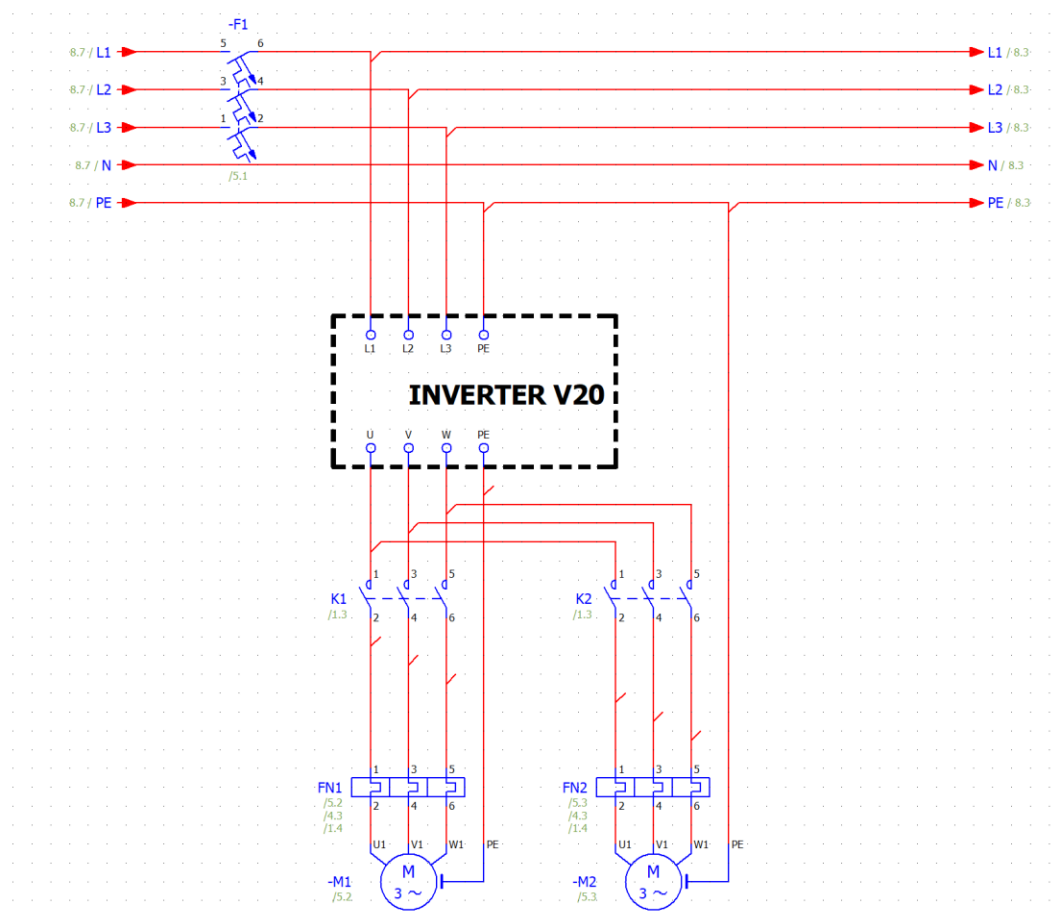 -F1
5 6
8.7 / L1
L1 / 8.3
3 4
8.7 / L2
L2 / 8.3
1 2
8.7 / L3
L3 / 8.3
8.7 / N
N / 8.3
/5.1
8.7 / PE
PE / 8.3
L1 L2 L3 PE
INVERTER V20
U V W PE
1 3 5
1 3 5
K1
/1.3
2 4 6
K2
/1.3
2 4 6
1 3 5
1 3 5
FN1
2 4 6
/5.2
/4.3
/1.4
FN2
2 4 6
/5.3
/4.3
/1.4
U1 V1 W1 PE
U1 V1 W1 PE
-M1
/5.2
M
3 ~
-M2
/5.3
M
3 ~